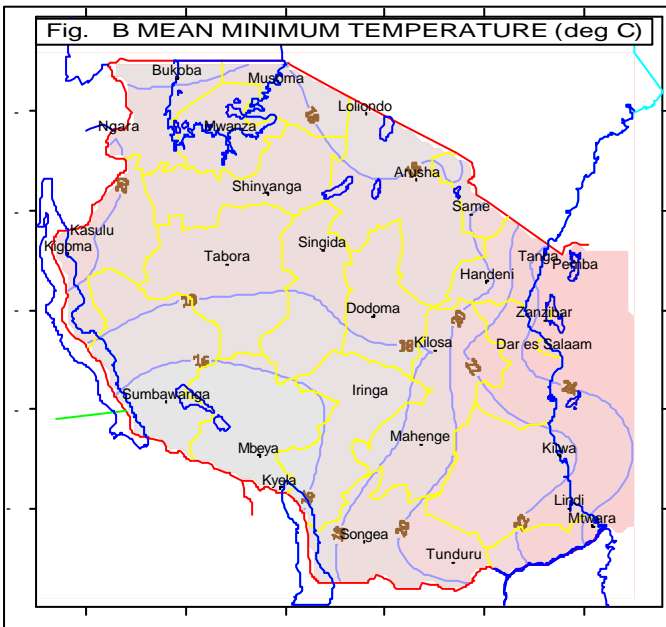 Fig. B MEAN MINIMUM TEMPERATURE (deg C)
Bukoba
Musoma
Loliondo
Ngara
Mwanza
Arusha
Shinyanga
Same
Kasulu
Kigoma
Singida
Tabora
Tanga
Pemba
Handeni
Dodoma
Zanzibar
Kilosa
Dar es Salaam
Sumbawanga
Iringa
Mahenge
Mbeya
Kilwa
Kyela
Lindi
Mtwara
Songea
Tunduru